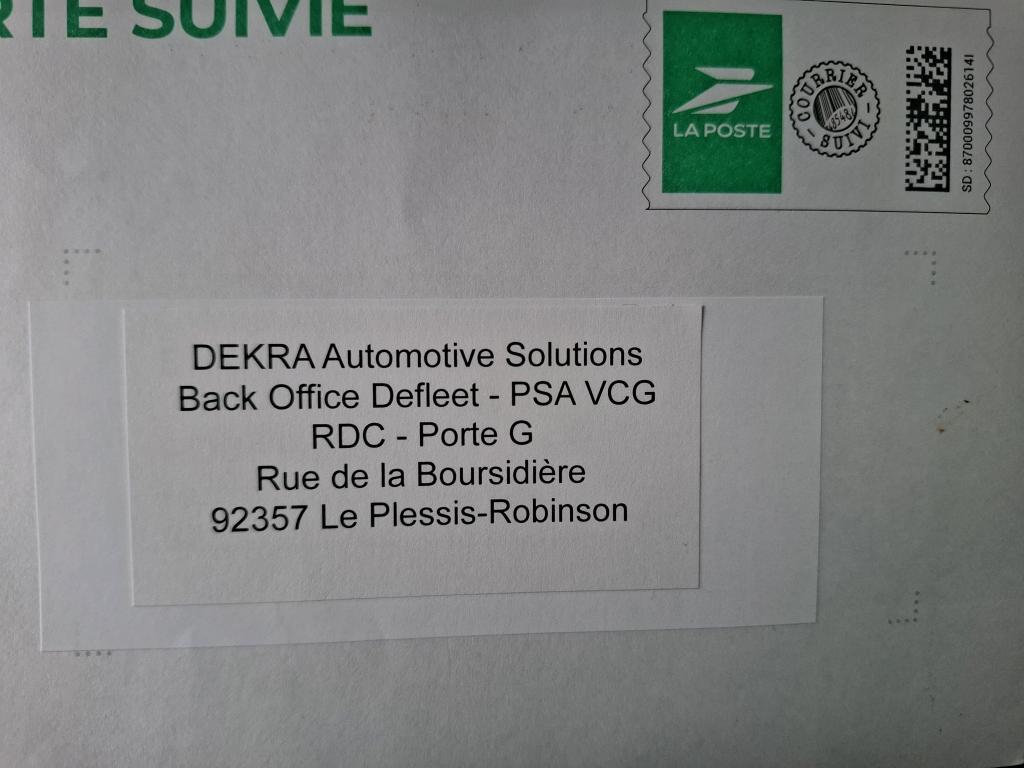 RTE SUIVIE
LA POSTE
COURRIER
SUIVI
SD : 87000997802614I
DEKRA Automotive Solutions
Back Office Defleet - PSA VCG
RDC - Porte G
Rue de la Boursidière
92357 Le Plessis-Robinson